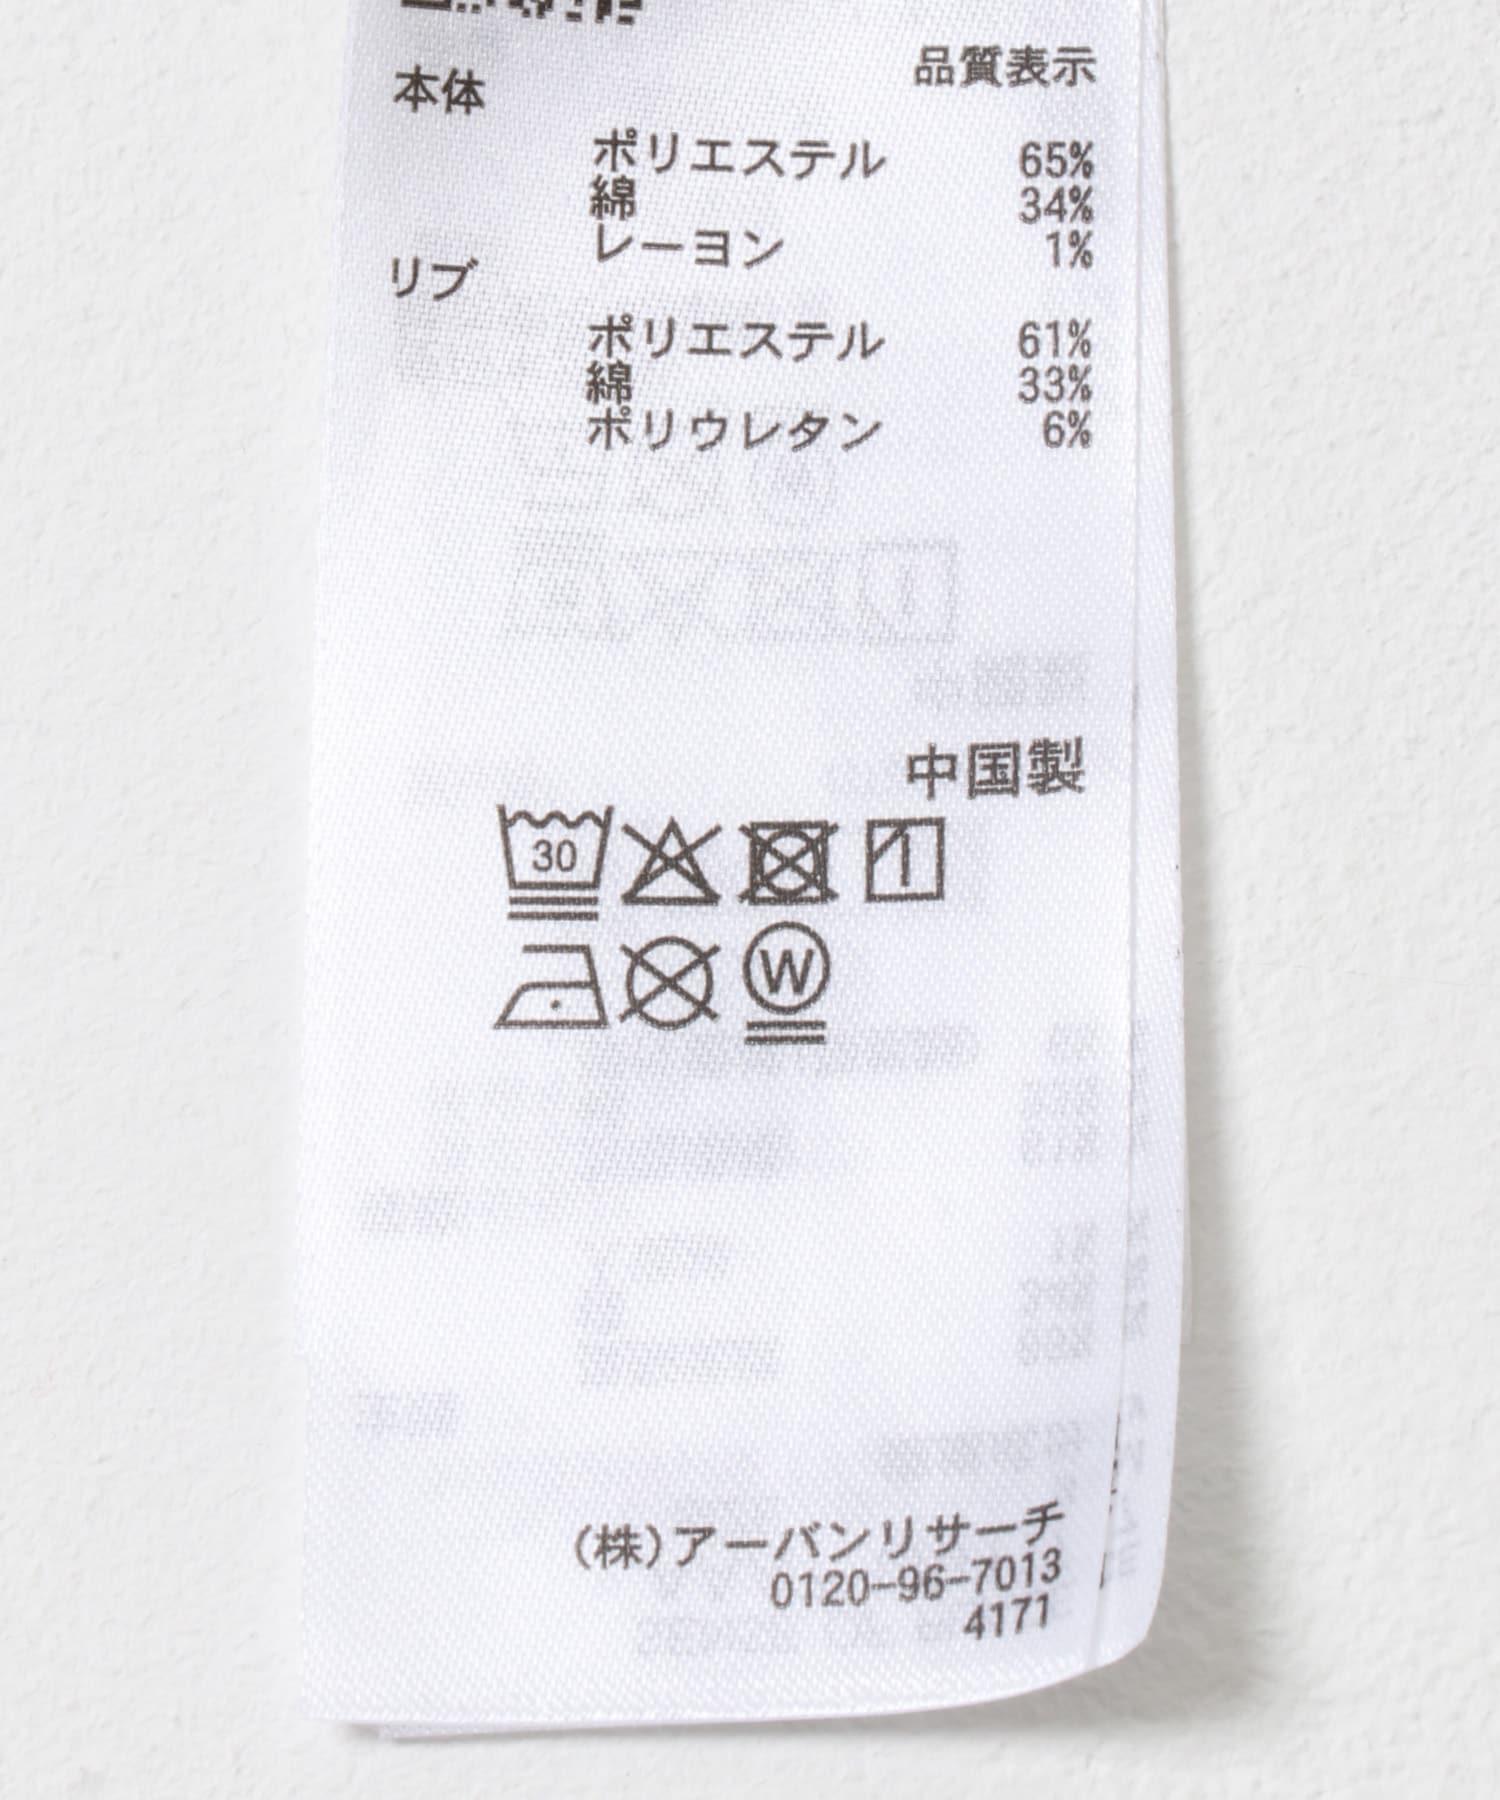 品質表示
本体
ポリエステル 65%
綿 34%
レーヨン 1%
リブ
ポリエステル 61%
綿 33%
ポリウレタン 6%
中国製
30
W
(株)アーバンリサーチ
0120-96-7013
4171